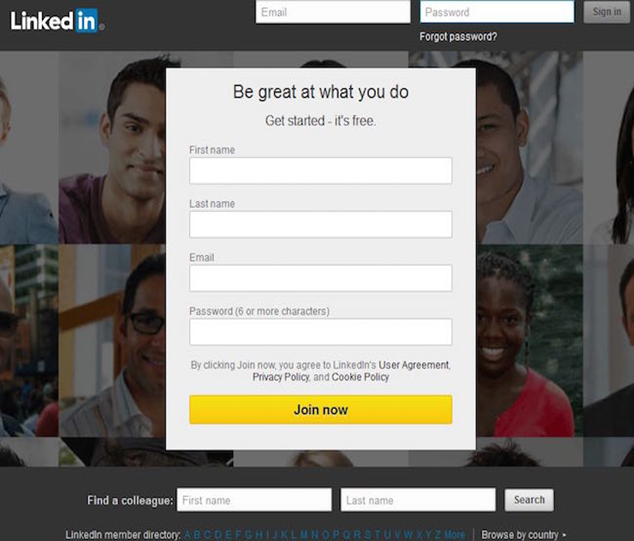 Linked in®
Email Password Sign in
Forgot password?
Be great at what you do
Get started - it's free.
First name
Last name
Email
Password (6 or more characters)
By clicking Join now, you agree to LinkedIn's User Agreement,
Privacy Policy, and Cookie Policy
Join now
Find a colleague: First name Last name Search
LinkedIn member directory: A B C D E F G H I J K L M N O P Q R S T U V W X Y Z More | Browse by country ▸